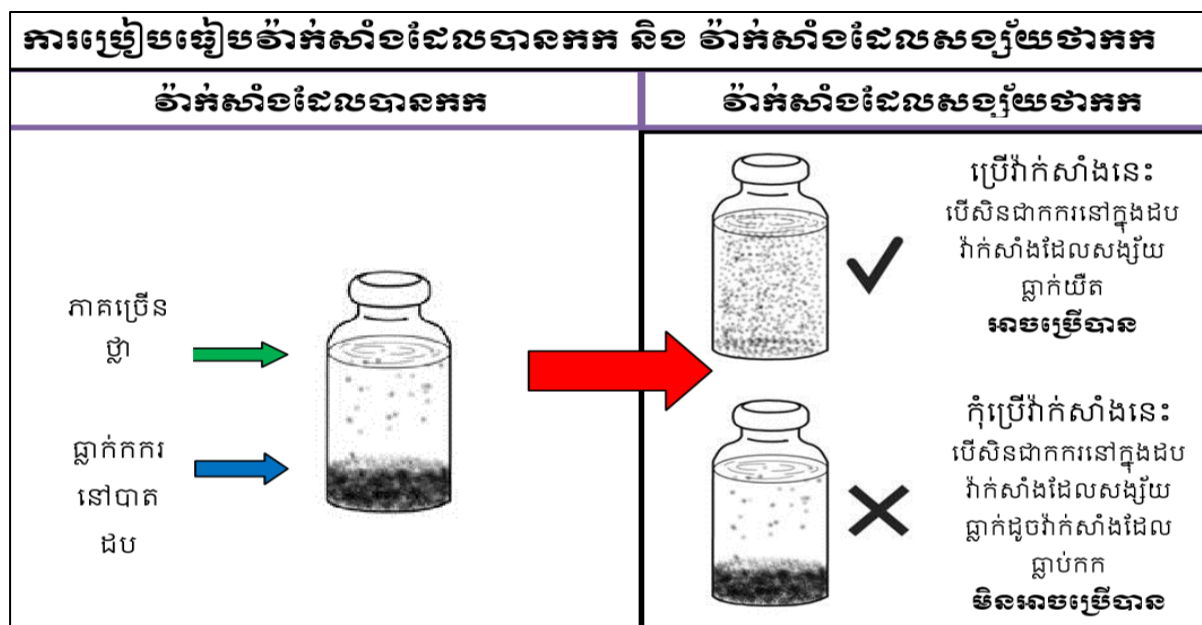 ការប្រៀបធៀបវ៉ាក់សាំងដែលបានកក និង វ៉ាក់សាំងដែលសង្ស័យថាកក
វ៉ាក់សាំងដែលបានកក
វ៉ាក់សាំងដែលសង្ស័យថាកក
ភាគច្រើន
ថ្លា
ធ្លាក់កករ
នៅបាត
ដប
ប្រើវ៉ាក់សាំងនេះ
បើសិនជាកករនៅក្នុងដប
វ៉ាក់សាំងដែលសង្ស័យ
ធ្លាក់យឺត
អាចប្រើបាន
កុំប្រើវ៉ាក់សាំងនេះ
បើសិនជាកករនៅក្នុងដប
វ៉ាក់សាំងដែលសង្ស័យ
ធ្លាក់ដូចវ៉ាក់សាំងដែល
ធ្លាប់កក
មិនអាចប្រើបាន